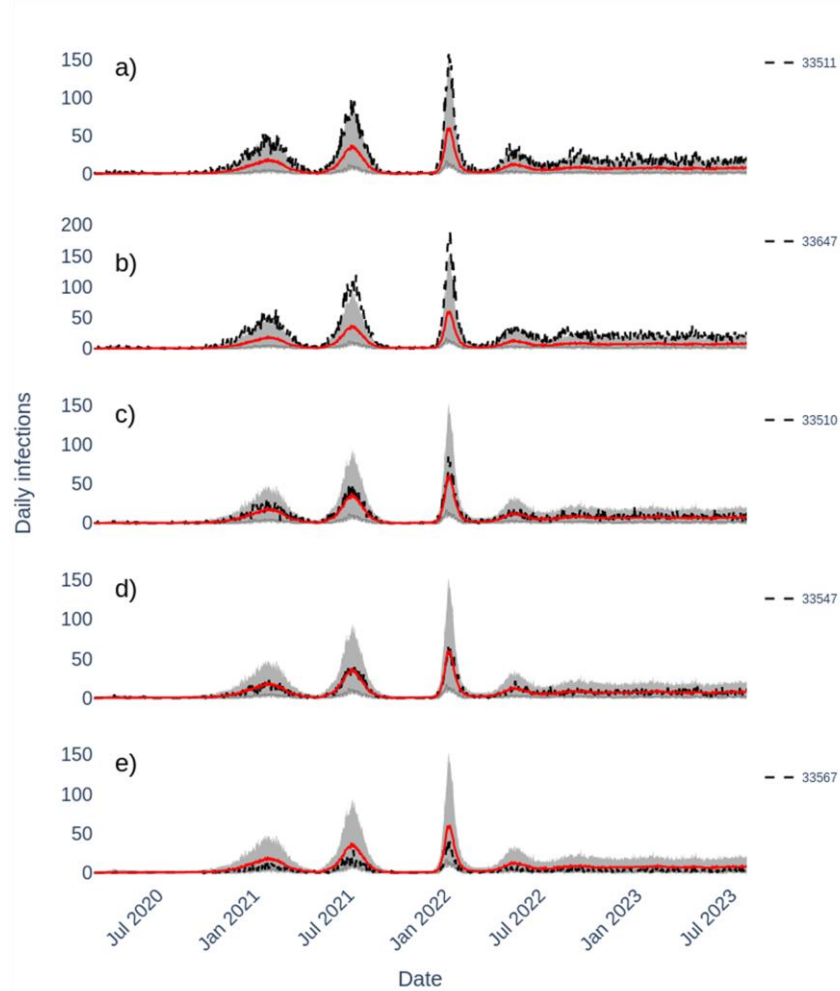 150
100
50
0
a)
33511
200
150
100
50
0
b)
33647
150
100
50
0
c)
33510
150
100
50
0
d)
33547
150
100
50
0
e)
33567
Daily infections
Jul 2020
Jan 2021
Jul 2021
Jan 2022
Jul 2022
Jan 2023
Jul 2023
Date